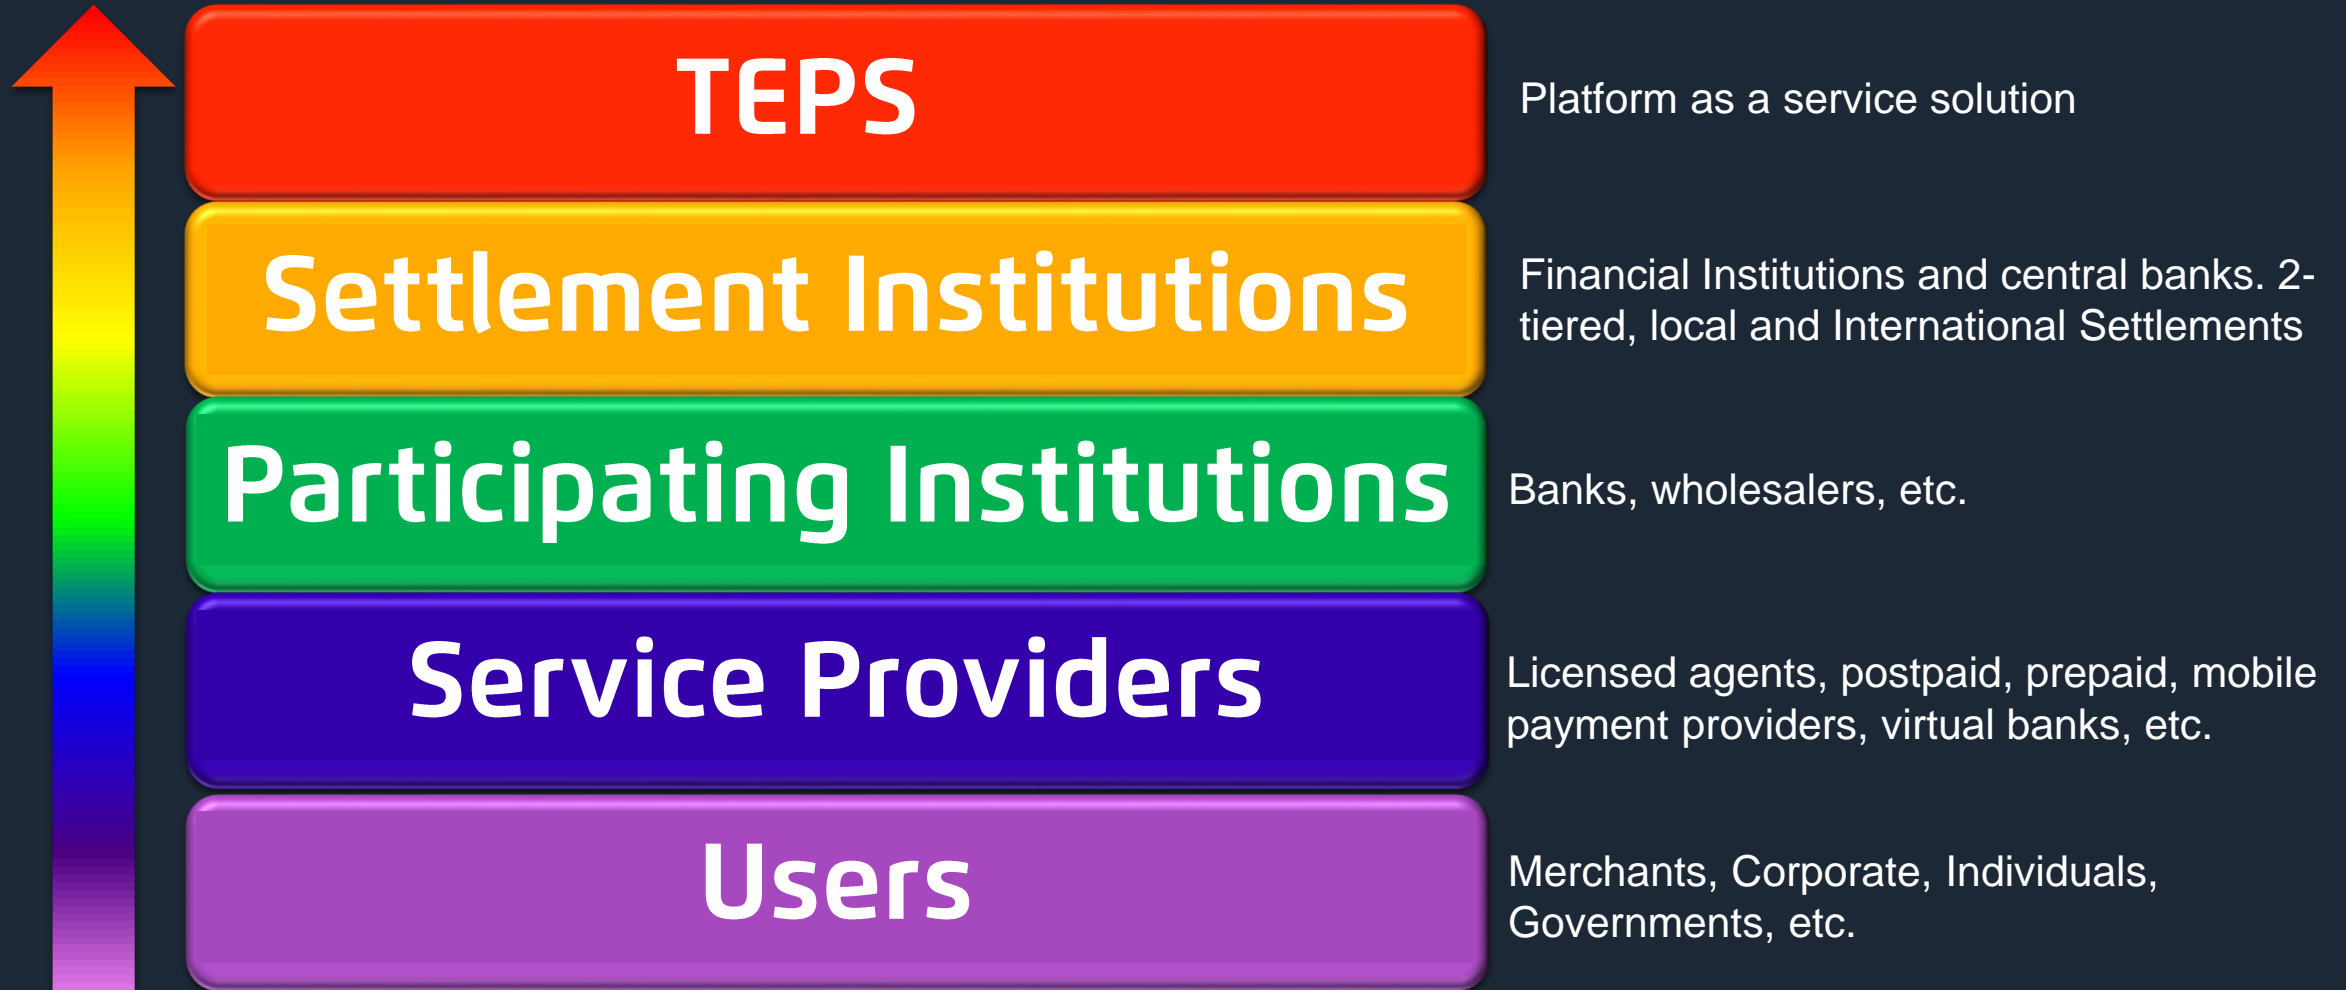 TEPS
Platform as a service solution
Settlement Institutions
Financial Institutions and central banks. 2-
tiered, local and International Settlements
Participating Institutions
Banks, wholesalers, etc.
Service Providers
Licensed agents, postpaid, prepaid, mobile
payment providers, virtual banks, etc.
Users
Merchants, Corporate, Individuals,
Governments, etc.